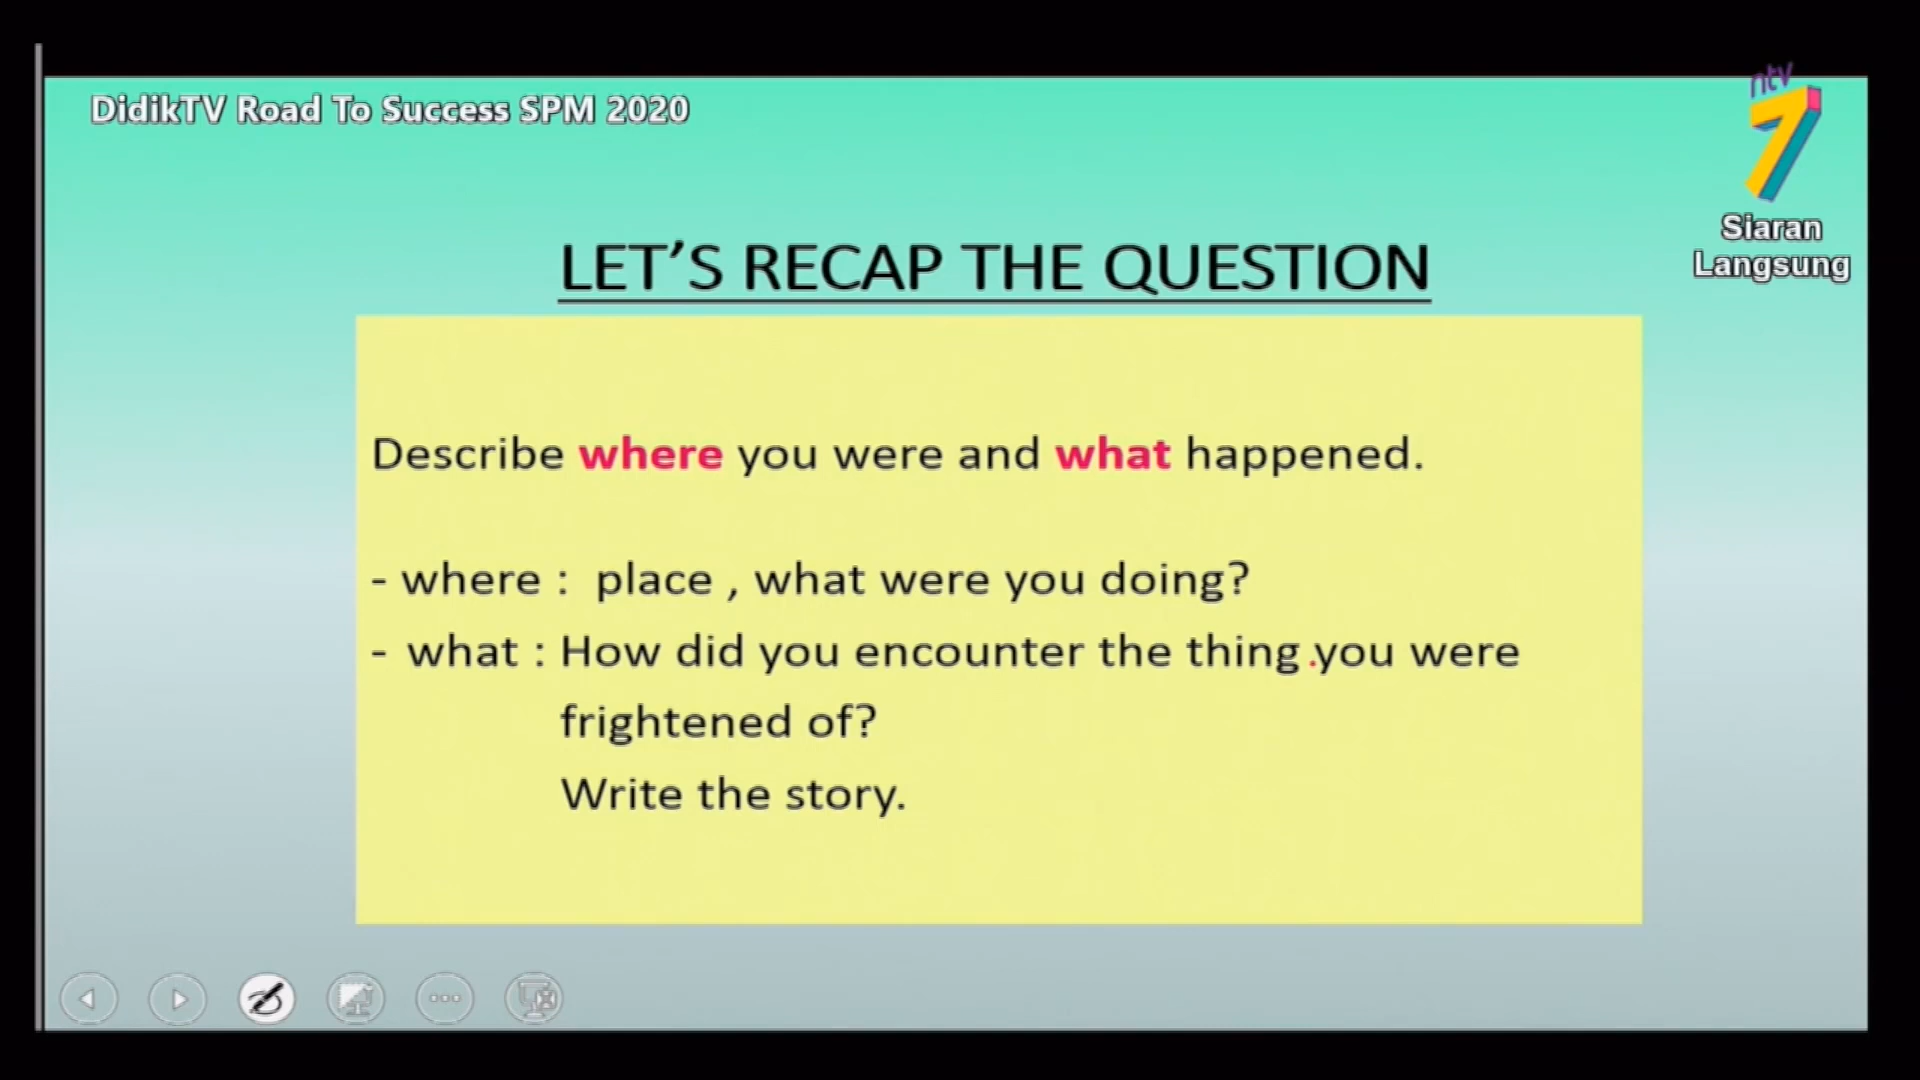 DidikTV Road To Success SPM 2020
ntv
7
Siaran
Langsung
LET’S RECAP THE QUESTION
Describe where you were and what happened.
- where : place , what were you doing?
- what : How did you encounter the thing you were
frightened of?
Write the story.